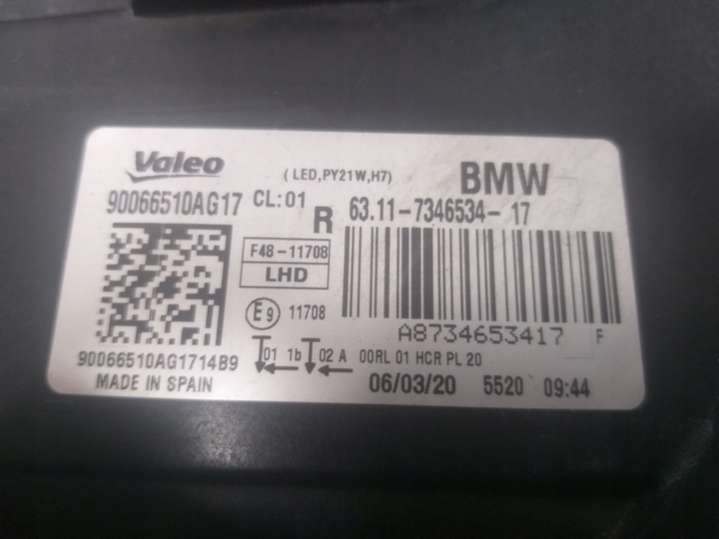 Valeo
(LED,PY21W,H7)
BMW
90066510AG17 CL:01
R
63.11-7346534-17
F48-11708
LHD
E9 11708
A8734653417 F
90066510AG1714B9
01 1b 02 A 00RL 01 HCR PL 20
MADE IN SPAIN
06/03/20 5520 09:44